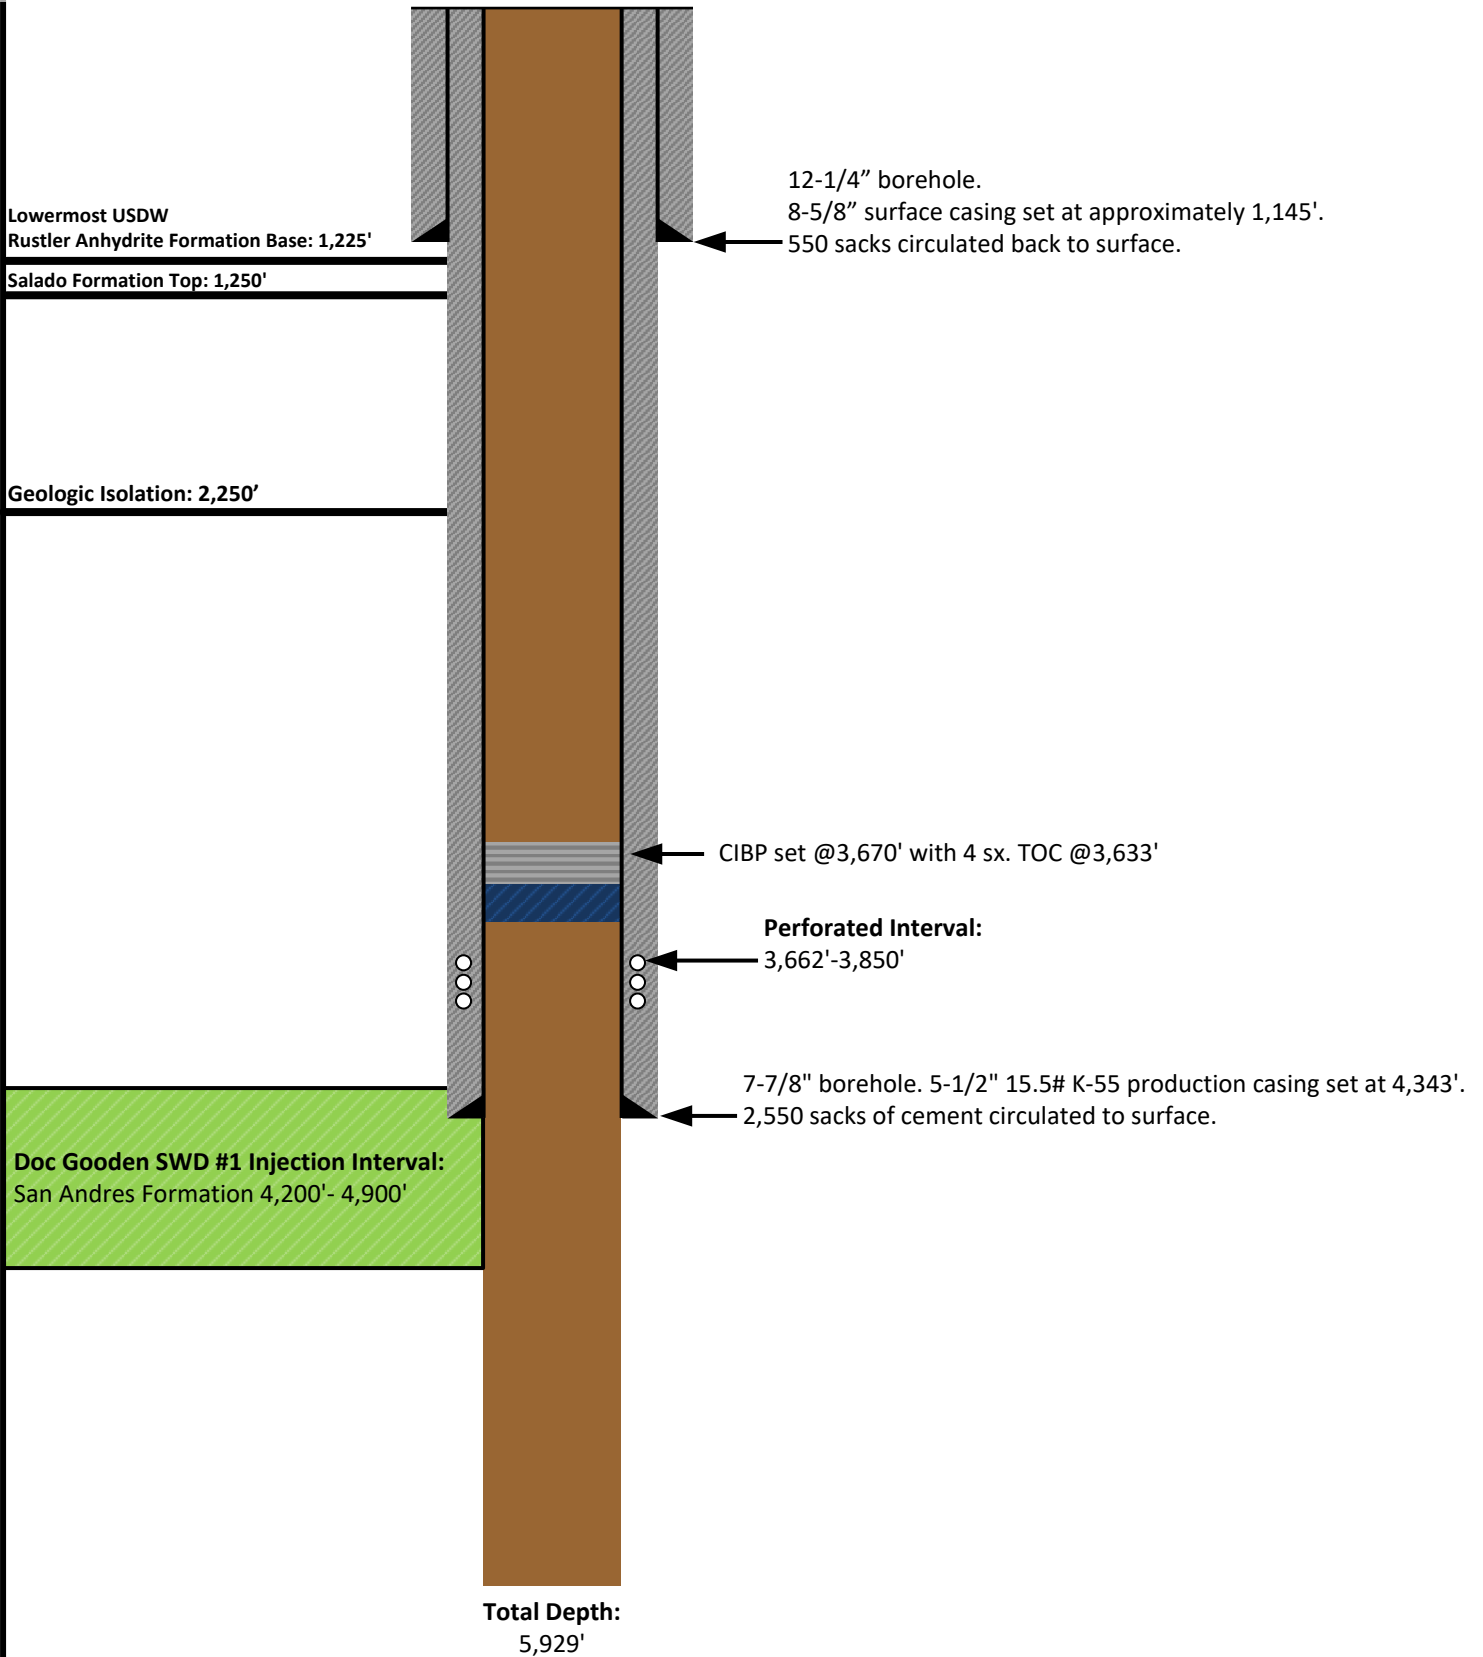 12-1/4” borehole.
8-5/8” surface casing set at approximately 1,145'.
550 sacks circulated back to surface.
Lowermost USDW
Rustler Anhydrite Formation Base: 1,225'
Salado Formation Top: 1,250'
Geologic Isolation: 2,250’
CIBP set @3,670' with 4 sx. TOC @3,633'
Perforated Interval:
3,662'-3,850'
7-7/8" borehole. 5-1/2" 15.5# K-55 production casing set at 4,343'.
2,550 sacks of cement circulated to surface.
Doc Gooden SWD #1 Injection Interval:
San Andres Formation 4,200'- 4,900'
Total Depth:
5,929'